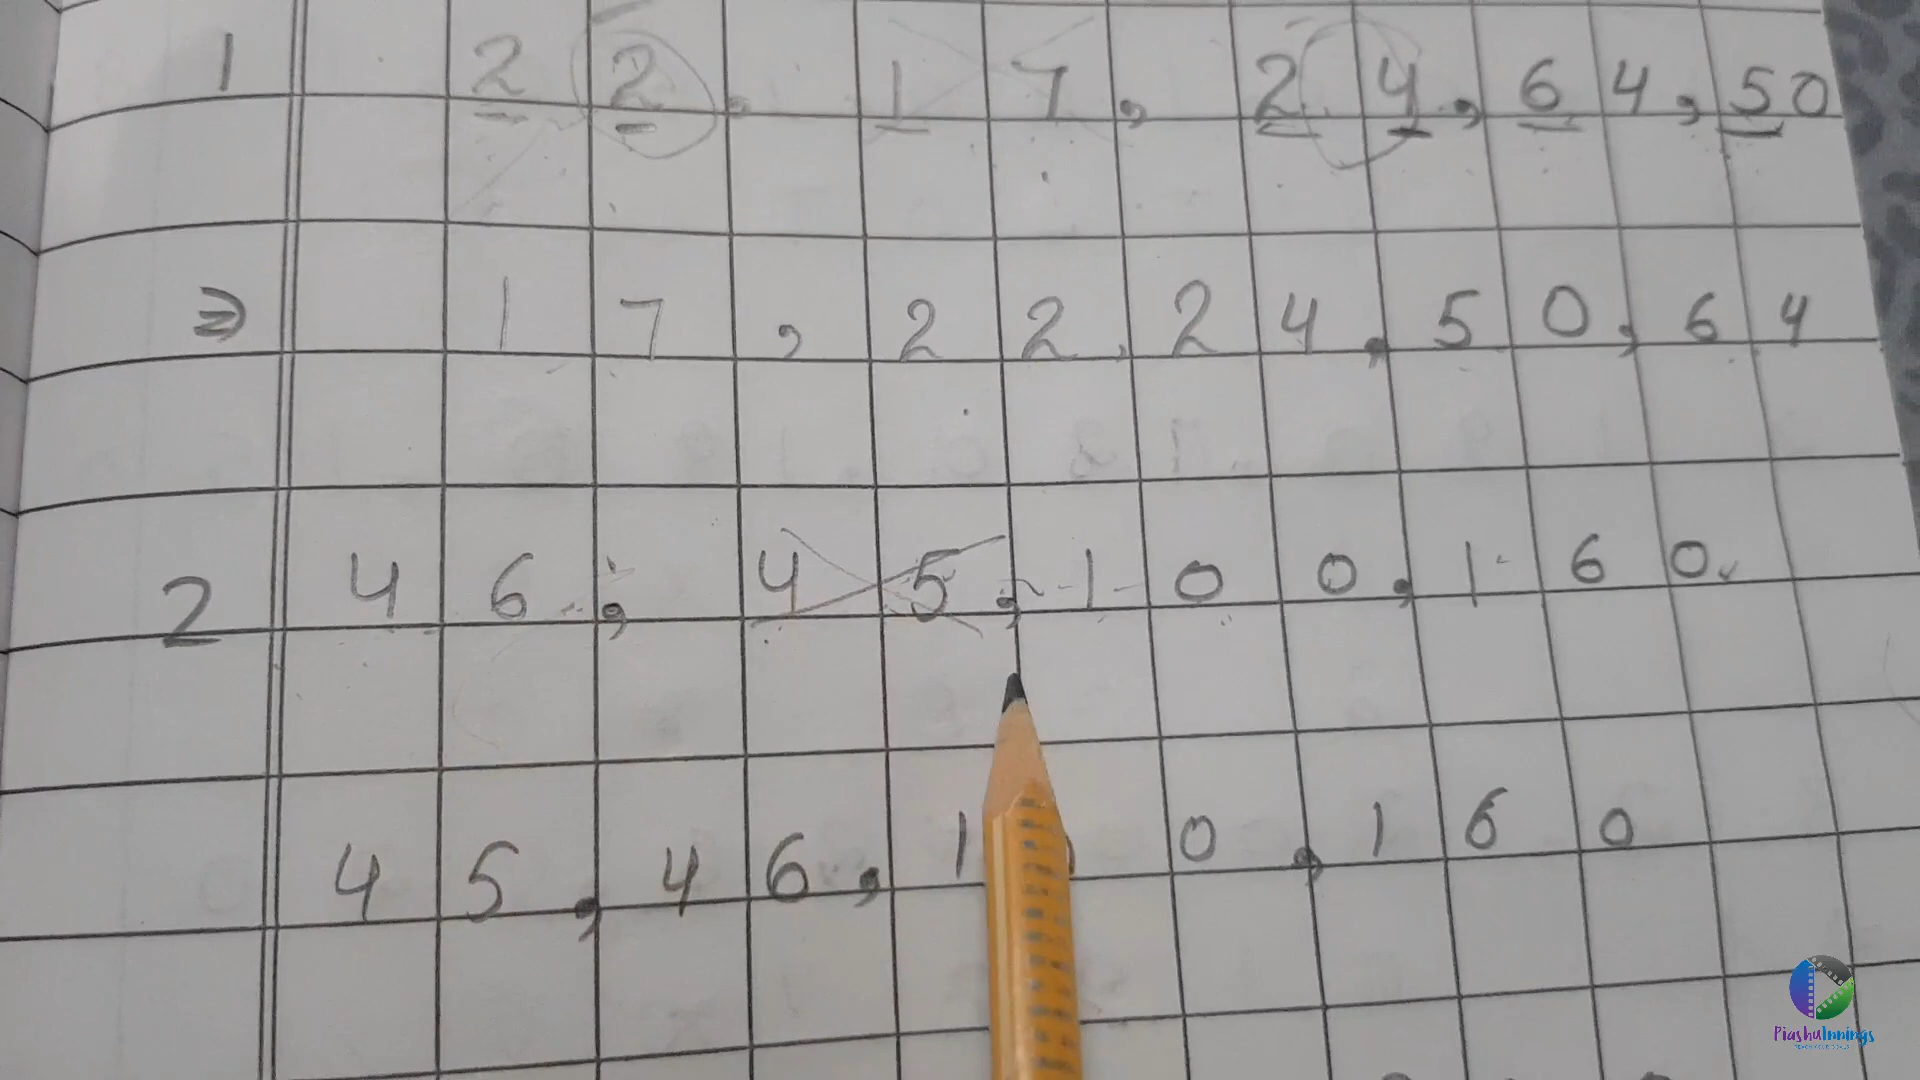 1 22, 17, 24, 64, 50
⇒ 17, 22, 24, 50, 64
2 46, 45, 100, 160
45, 46, 100, 160
PiashuInnings